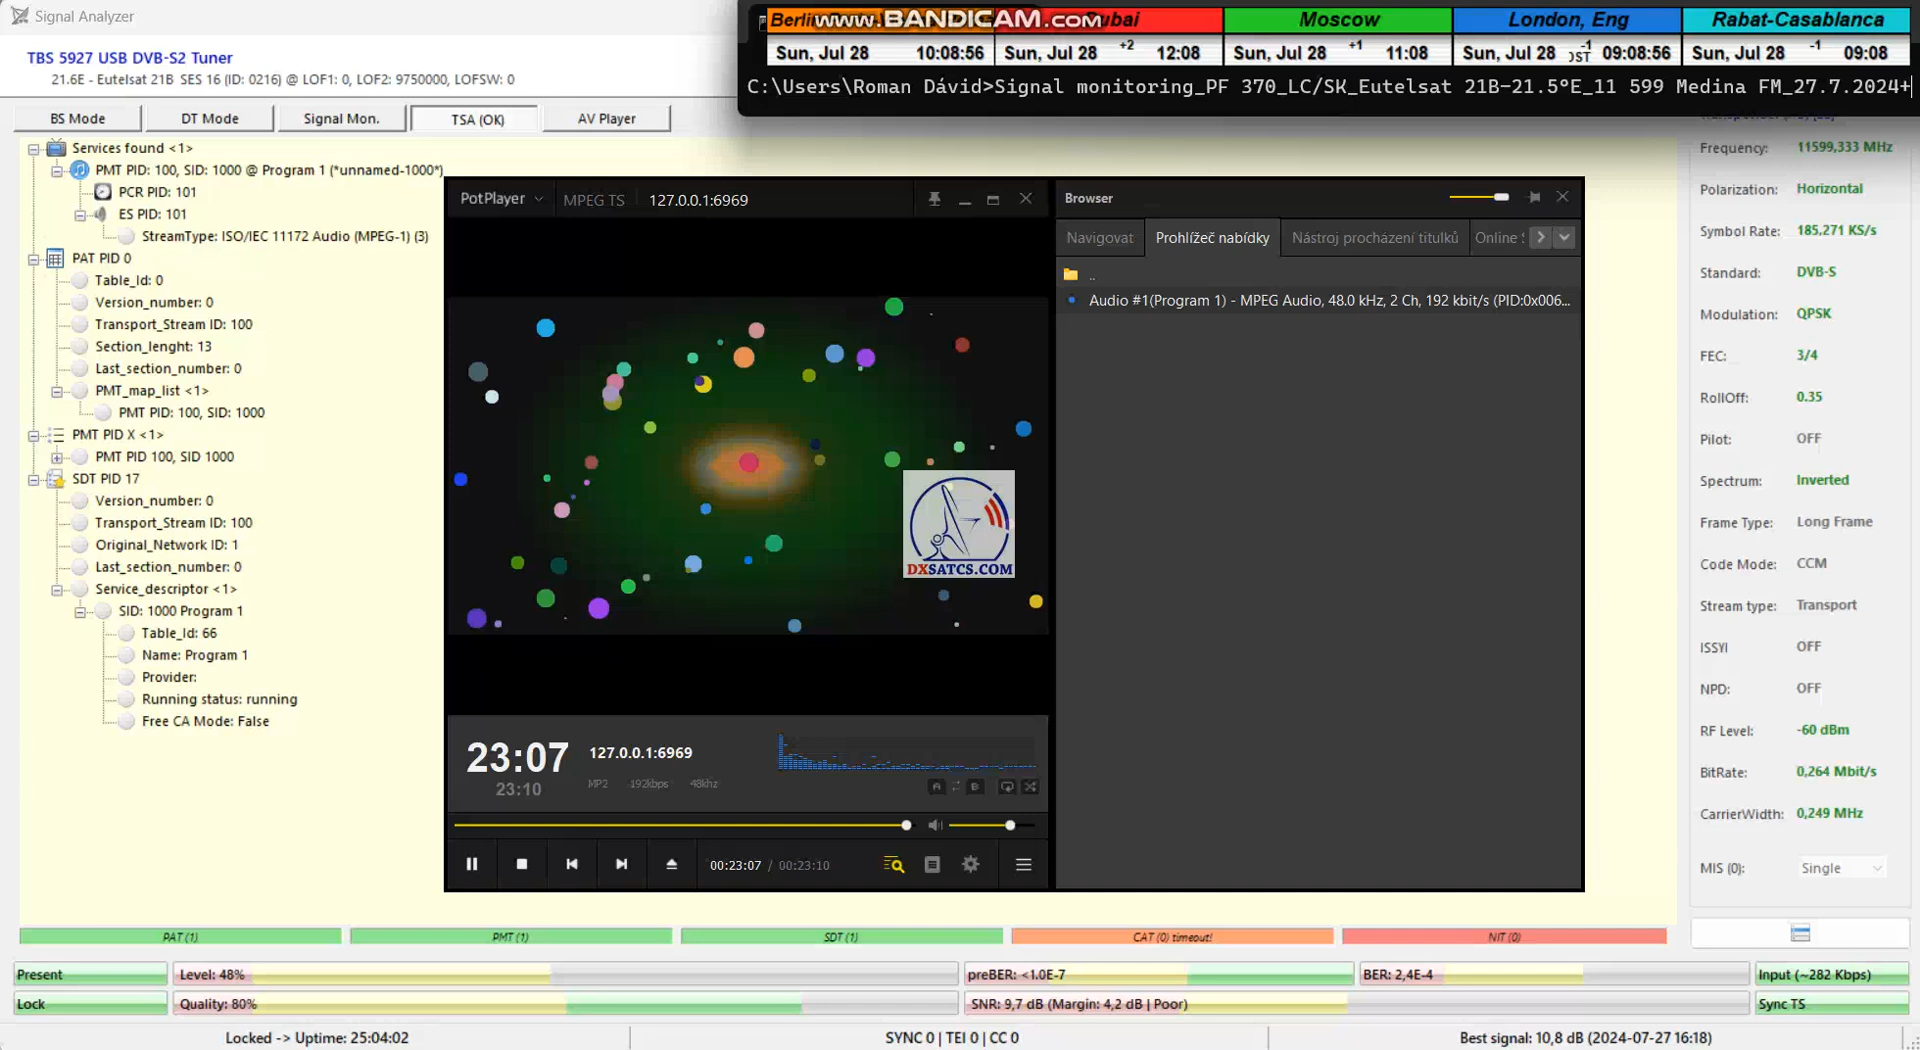 Signal Analyzer
www.BANDICAM.com
Moscow
London, Eng
Rabat-Casablanca
Sun, Jul 28 10:08:56
Sun, Jul 28 +2 12:08
Sun, Jul 28 +1 11:08
Sun, Jul 28 -1 DST 09:08:56
Sun, Jul 28 -1 09:08
C:\Users\Roman Dávid>Signal monitoring_PF 370_LC/SK_Eutelsat 21B-21.5°E_11 599 Medina FM_27.7.2024+
TBS 5927 USB DVB-S2 Tuner
21.6E - Eutelsat 21B SES 16 (ID: 0216) @ LOF1: 0, LOF2: 9750000, LOFSW: 0
BS Mode
DT Mode
Signal Mon.
TSA (OK)
AV Player
Services found <1>
PMT PID: 100, SID: 1000 @ Program 1 (*unnamed-1000*)
PCR PID: 101
ES PID: 101
StreamType: ISO/IEC 11172 Audio (MPEG-1) (3)
PAT PID 0
Table_Id: 0
Version_number: 0
Transport_Stream ID: 100
Section_lenght: 13
Last_section_number: 0
PMT_map_list <1>
PMT PID: 100, SID: 1000
PMT PID X <1>
PMT PID 100, SID 1000
SDT PID 17
Version_number: 0
Transport_Stream ID: 100
Original_Network ID: 1
Last_section_number: 0
Service_descriptor <1>
SID: 1000 Program 1
Table_Id: 66
Name: Program 1
Provider:
Running status: running
Free CA Mode: False
PotPlayer
MPEG TS
127.0.0.1:6969
DXSATCS.COM
23:07
23:10
127.0.0.1:6969
MP2 192kbps 48khz
A B
00:23:07 / 00:23:10
Browser
Navigovat
Prohlížeč nabídky
Nástroj procházení titulků
Online
..
Audio #1(Program 1) - MPEG Audio, 48.0 kHz, 2 Ch, 192 kbit/s (PID:0x006...
Frequency: 11599,333 MHz
Polarization: Horizontal
Symbol Rate: 185,271 KS/s
Standard: DVB-S
Modulation: QPSK
FEC: 3/4
RollOff: 0.35
Pilot: OFF
Spectrum: Inverted
Frame Type: Long Frame
Code Mode: CCM
Stream type: Transport
ISSYI OFF
NPD: OFF
RF Level: -60 dBm
BitRate: 0,264 Mbit/s
CarrierWidth: 0,249 MHz
MIS (0): Single
PAT (1)
PMT (1)
SDT (1)
CAT (0) timeout!
NIT (0)
Present
Level: 48%
preBER: <1.0E-7
BER: 2,4E-4
Input (~282 Kbps)
Lock
Quality: 80%
SNR: 9,7 dB (Margin: 4,2 dB | Poor)
Sync TS
Locked -> Uptime: 25:04:02
SYNC 0 | TEI 0 | CC 0
Best signal: 10,8 dB (2024-07-27 16:18)